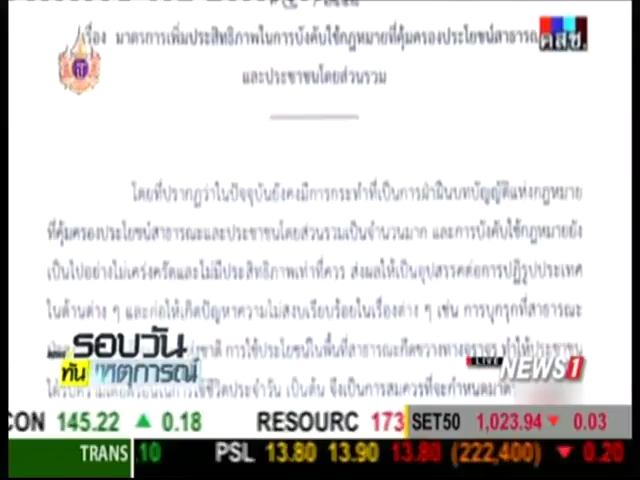 เรื่อง มาตรการเพิ่มประสิทธิภาพในการบังคับใช้กฎหมายที่คุ้มครองประโยชน์สาธารณะ
คสช.
และประชาชนโดยส่วนรวม
โดยที่ปรากฏว่าในปัจจุบันยังคงมีการกระทำที่เป็นการฝ่าฝืนบทบัญญัติแห่งกฎหมาย
ที่คุ้มครองประโยชน์สาธารณะและประชาชนโดยส่วนรวมเป็นจำนวนมาก และการบังคับใช้กฎหมายยัง
เป็นไปอย่างไม่เคร่งครัดและไม่มีประสิทธิภาพเท่าที่ควร ส่งผลให้เป็นอุปสรรคต่อการปฏิรูปประเทศ
ในด้านต่าง ๆ และก่อให้เกิดปัญหาความไม่สงบเรียบร้อยในเรื่องต่าง ๆ เช่น การบุกรุกที่สาธารณะ
การใช้ประโยชน์ในพื้นที่สาธารณะกีดขวางทางจราจร ทำให้ประชาชน
ในการใช้ชีวิตประจำวัน เป็นต้น จึงเป็นการสมควรที่จะกำหนดมาต
รอบวัน
ทันเหตุการณ์
LIVE NEWS1
CON 145.22 ▲ 0.18 RESOURC 173 SET50 1,023.94 ▼ 0.03
TRANS .10 PSL 13.80 13.90 13.80 (222,400) ▼ 0.20